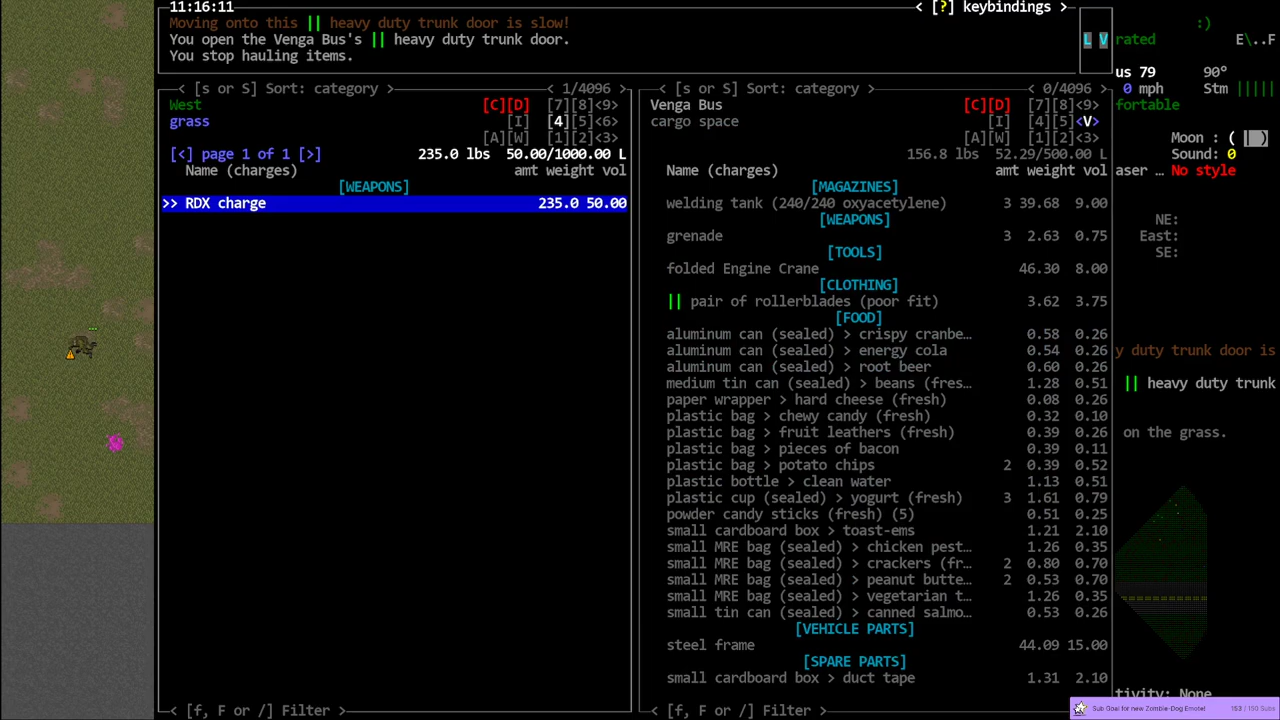 11:16:11
< [?] keybindings >
Moving onto this || heavy duty trunk door is slow!
You open the Venga Bus's || heavy duty trunk door.
You stop hauling items.
L V
rated
:)
E\..F
us 79 90°
0 mph Stm |||||
fortable
Moon : ( )
Sound: 0
aser … No style
NE:
East:
SE:
y duty trunk door is
|| heavy duty trunk
on the grass.
tivity: None
< [s or S] Sort: category > < 1/4096 >
West [C][D] [7][8]<9>
grass [I] [4][5]<6>
[A][W] [1][2]<3>
[<] page 1 of 1 [>] 235.0 lbs 50.00/1000.00 L
Name (charges) amt weight vol
[WEAPONS]
>> RDX charge 235.0 50.00
< [f, F or /] Filter >
< [s or S] Sort: category > < 0/4096 >
Venga Bus [C][D] [7][8]<9>
cargo space [I] [4][5]<V>
[A][W] [1][2]<3>
156.8 lbs 52.29/500.00 L
Name (charges) amt weight vol
[MAGAZINES]
welding tank (240/240 oxyacetylene) 3 39.68 9.00
[WEAPONS]
grenade 3 2.63 0.75
[TOOLS]
folded Engine Crane 46.30 8.00
[CLOTHING]
|| pair of rollerblades (poor fit) 3.62 3.75
[FOOD]
aluminum can (sealed) > crispy cranbe… 0.58 0.26
aluminum can (sealed) > energy cola 0.54 0.26
aluminum can (sealed) > root beer 0.60 0.26
medium tin can (sealed) > beans (fres… 1.28 0.51
paper wrapper > hard cheese (fresh) 0.08 0.26
plastic bag > chewy candy (fresh) 0.32 0.10
plastic bag > fruit leathers (fresh) 0.39 0.26
plastic bag > pieces of bacon 0.39 0.11
plastic bag > potato chips 2 0.39 0.52
plastic bottle > clean water 1.13 0.51
plastic cup (sealed) > yogurt (fresh) 3 1.61 0.79
powder candy sticks (fresh) (5) 0.51 0.25
small cardboard box > toast-ems 1.21 2.10
small MRE bag (sealed) > chicken pest… 1.26 0.35
small MRE bag (sealed) > crackers (fr… 2 0.80 0.70
small MRE bag (sealed) > peanut butte… 2 0.53 0.70
small MRE bag (sealed) > vegetarian t… 1.26 0.35
small tin can (sealed) > canned salmo… 0.53 0.26
[VEHICLE PARTS]
steel frame 44.09 15.00
[SPARE PARTS]
small cardboard box > duct tape 1.31 2.10
< [f, F or /] Filter >
Sub Goal for new Zombie-Dog Emote! 153 / 150 Subs